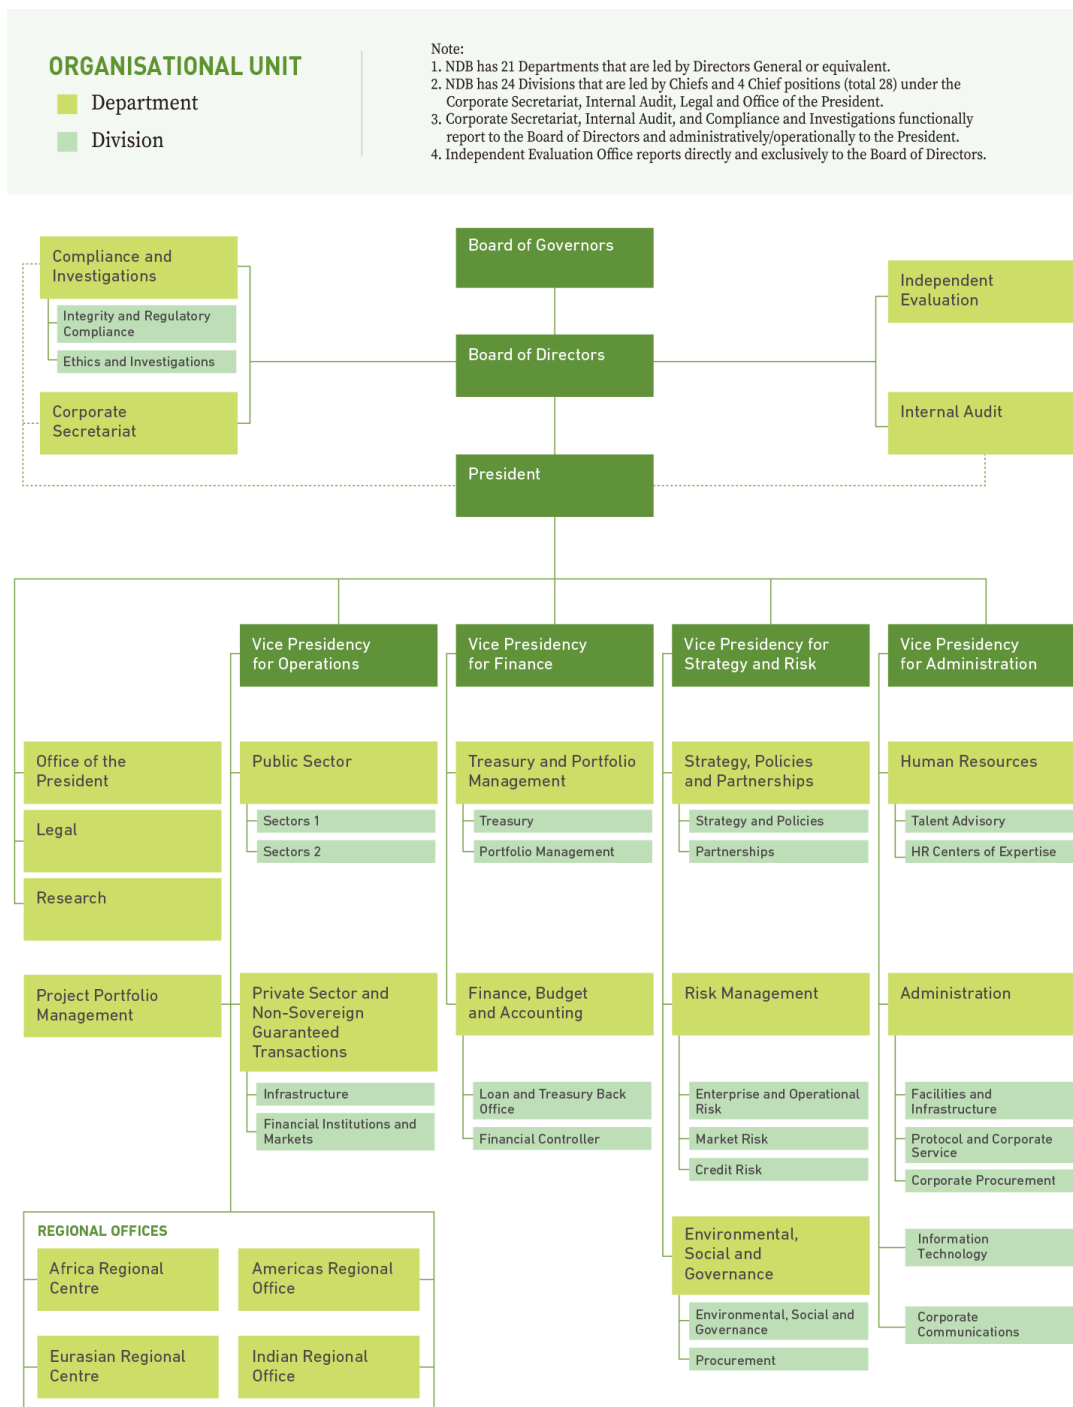 ORGANISATIONAL UNIT
Department
Division
Note:
1. NDB has 21 Departments that are led by Directors General or equivalent.
2. NDB has 24 Divisions that are led by Chiefs and 4 Chief positions (total 28) under the
Corporate Secretariat, Internal Audit, Legal and Office of the President.
3. Corporate Secretariat, Internal Audit, and Compliance and Investigations functionally
report to the Board of Directors and administratively/operationally to the President.
4. Independent Evaluation Office reports directly and exclusively to the Board of Directors.
Board of Governors
Compliance and
Investigations
Integrity and Regulatory
Compliance
Ethics and Investigations
Corporate
Secretariat
Board of Directors
Independent
Evaluation
Internal Audit
President
Vice Presidency
for Operations
Vice Presidency
for Finance
Vice Presidency for
Strategy and Risk
Vice Presidency
for Administration
Office of the
President
Legal
Research
Project Portfolio
Management
Public Sector
Sectors 1
Sectors 2
Private Sector and
Non-Sovereign
Guaranteed
Transactions
Infrastructure
Financial Institutions and
Markets
Treasury and Portfolio
Management
Treasury
Portfolio Management
Finance, Budget
and Accounting
Loan and Treasury Back
Office
Financial Controller
Strategy, Policies
and Partnerships
Strategy and Policies
Partnerships
Risk Management
Enterprise and Operational
Risk
Market Risk
Credit Risk
Environmental,
Social and
Governance
Environmental, Social and
Governance
Procurement
Human Resources
Talent Advisory
HR Centers of Expertise
Administration
Facilities and
Infrastructure
Protocol and Corporate
Service
Corporate Procurement
Information
Technology
Corporate
Communications
REGIONAL OFFICES
Africa Regional
Centre
Americas Regional
Office
Eurasian Regional
Centre
Indian Regional
Office